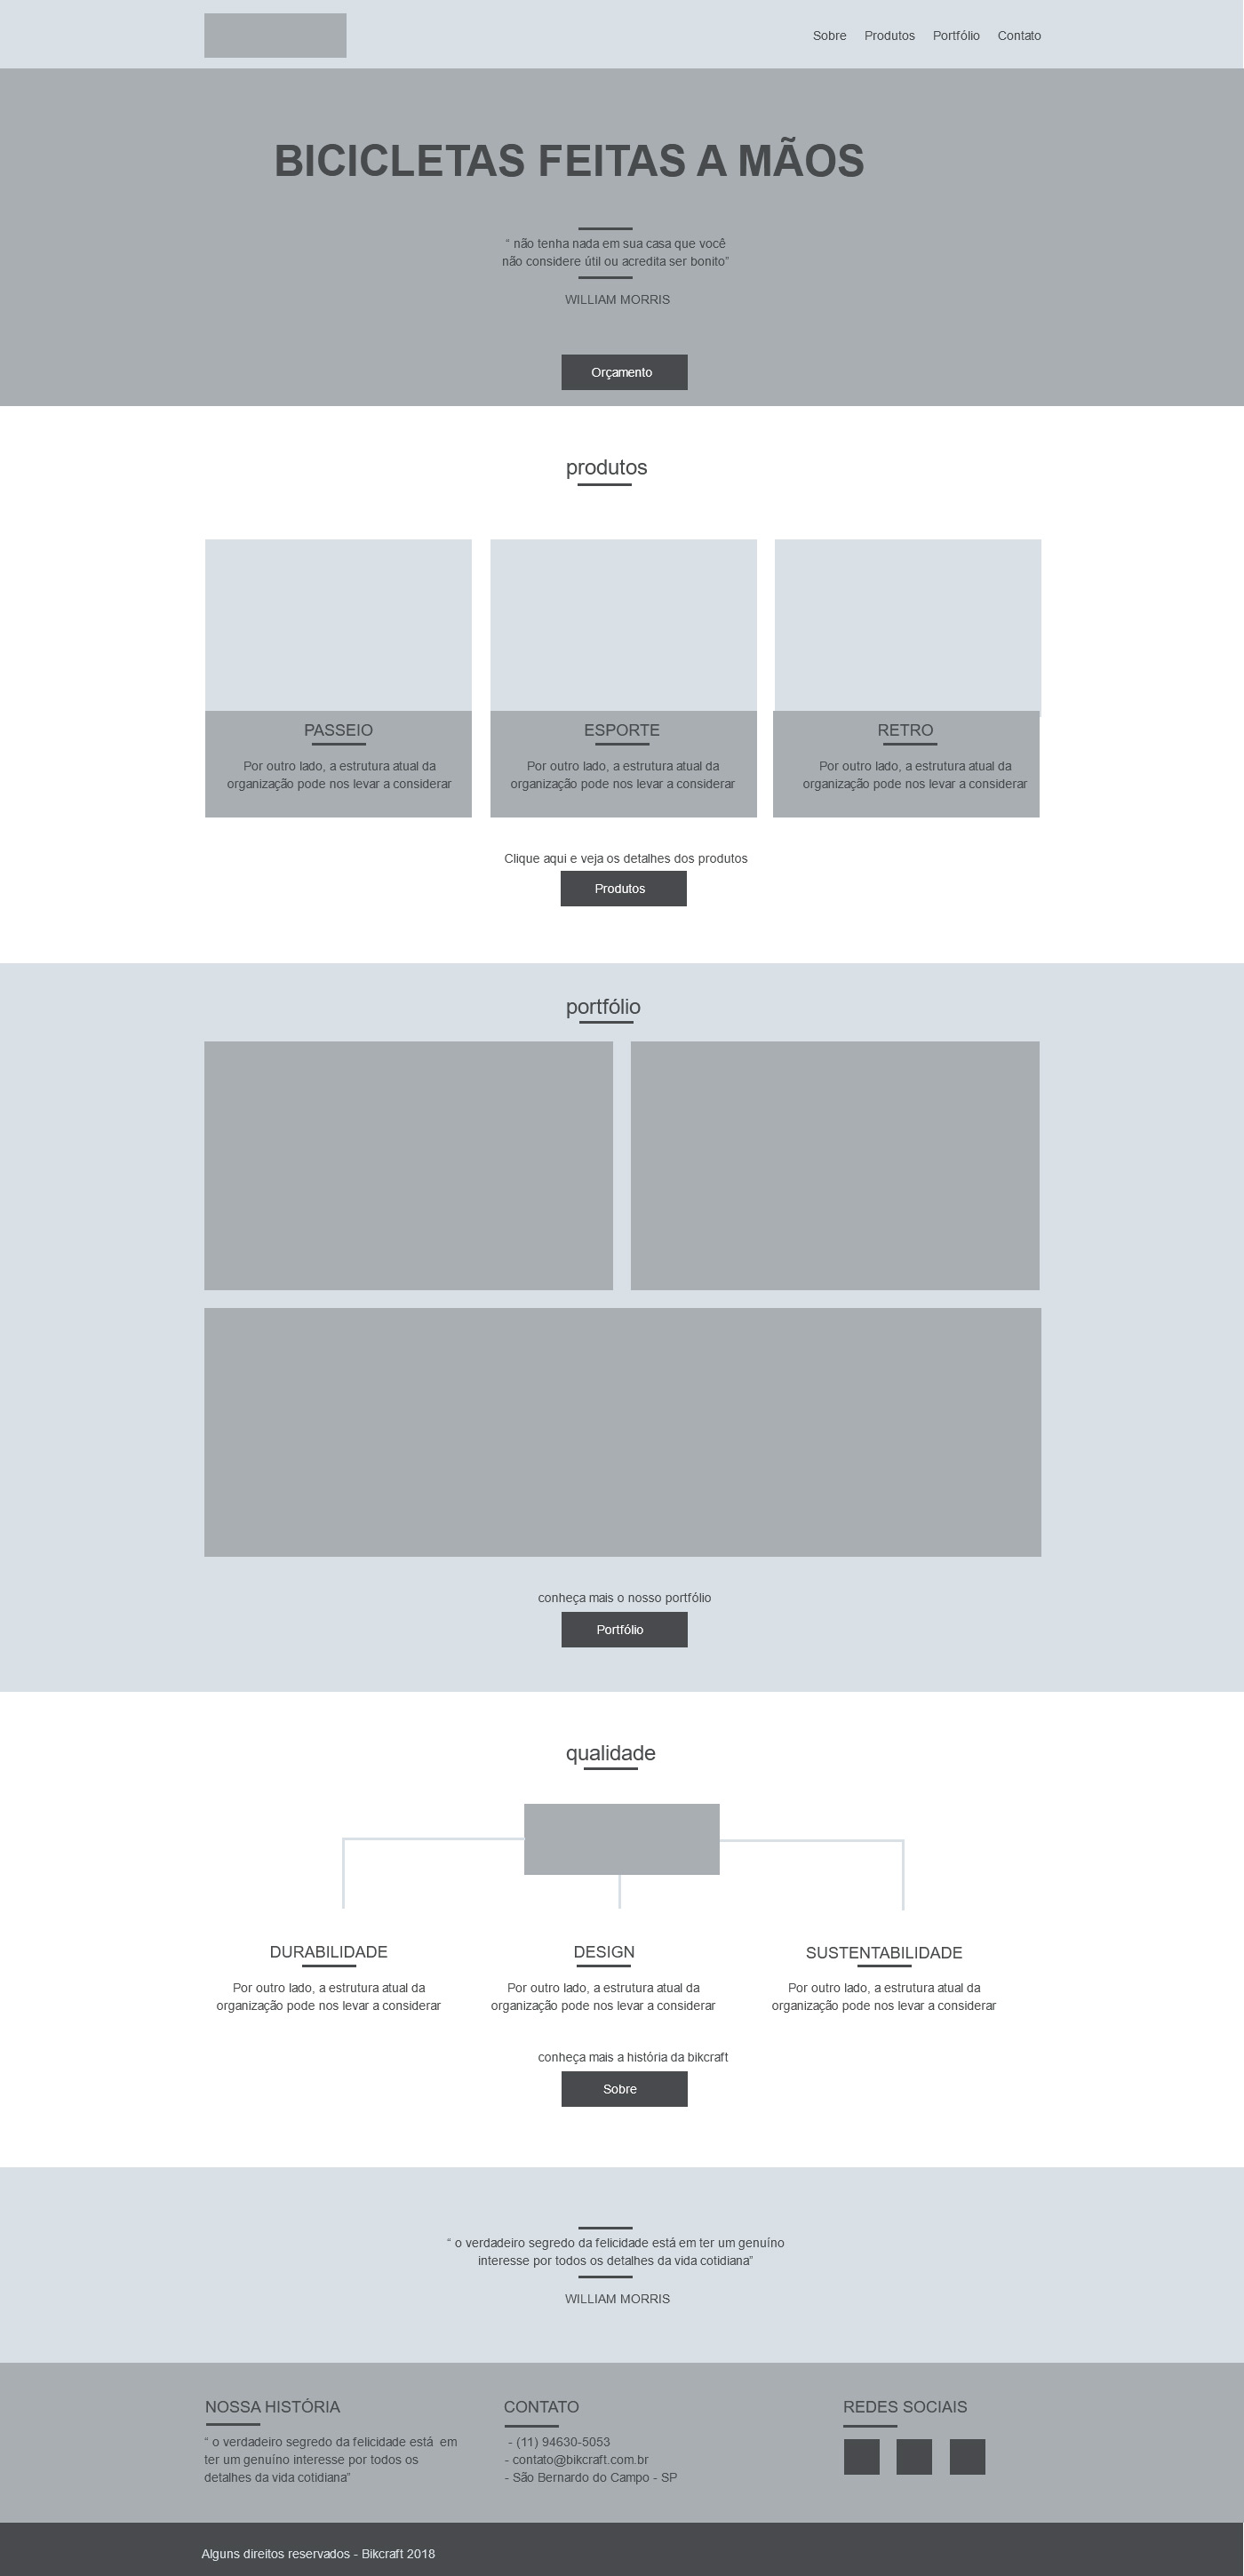 Sobre Produtos Portfólio Contato
BICICLETAS FEITAS A MÃOS
“ não tenha nada em sua casa que você
não considere útil ou acredita ser bonito”
WILLIAM MORRIS
Orçamento
produtos
PASSEIO
Por outro lado, a estrutura atual da
organização pode nos levar a considerar
ESPORTE
Por outro lado, a estrutura atual da
organização pode nos levar a considerar
RETRO
Por outro lado, a estrutura atual da
organização pode nos levar a considerar
Clique aqui e veja os detalhes dos produtos
Produtos
portfólio
conheça mais o nosso portfólio
Portfólio
qualidade
DURABILIDADE
Por outro lado, a estrutura atual da
organização pode nos levar a considerar
DESIGN
Por outro lado, a estrutura atual da
organização pode nos levar a considerar
SUSTENTABILIDADE
Por outro lado, a estrutura atual da
organização pode nos levar a considerar
conheça mais a história da bikcraft
Sobre
“ o verdadeiro segredo da felicidade está em ter um genuíno
interesse por todos os detalhes da vida cotidiana”
WILLIAM MORRIS
NOSSA HISTÓRIA
“ o verdadeiro segredo da felicidade está em
ter um genuíno interesse por todos os
detalhes da vida cotidiana”
CONTATO
- (11) 94630-5053
- contato@bikcraft.com.br
- São Bernardo do Campo - SP
REDES SOCIAIS
Alguns direitos reservados - Bikcraft 2018